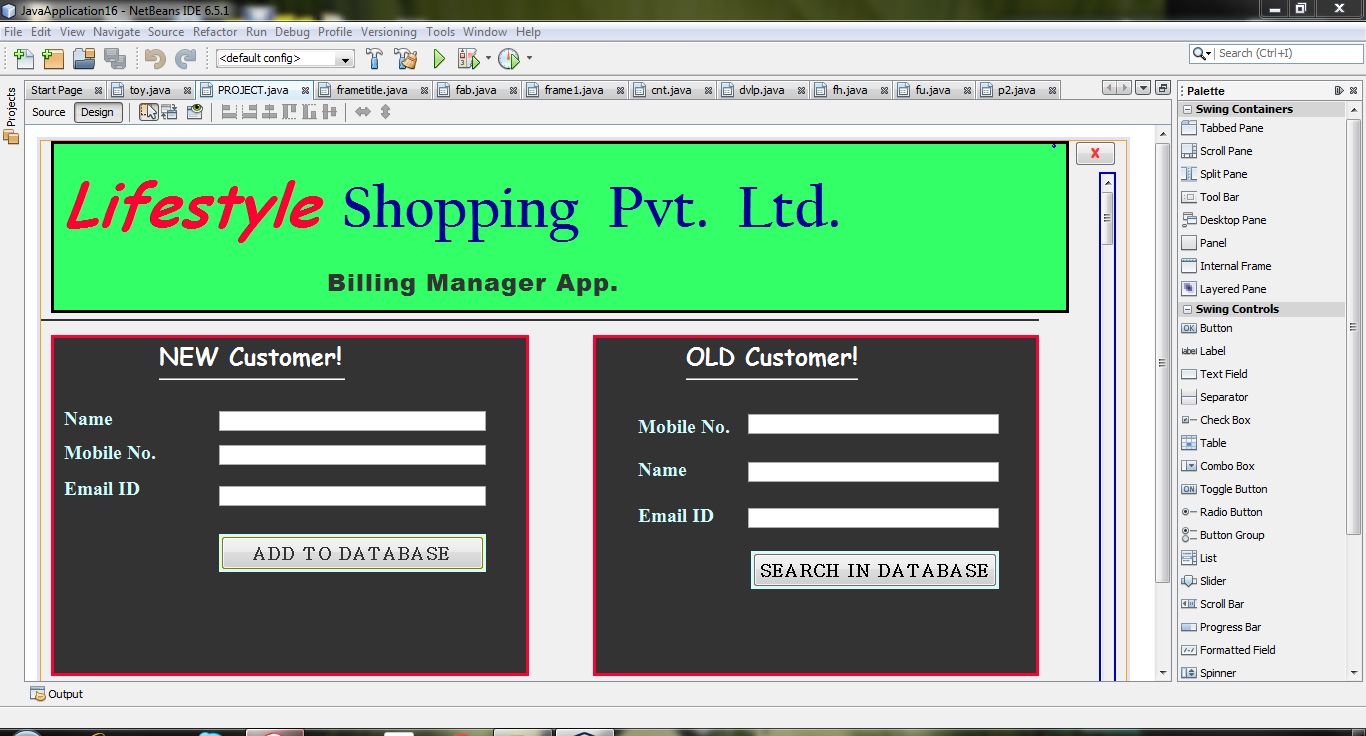 JavaApplication16 - NetBeans IDE 6.5.1
File Edit View Navigate Source Refactor Run Debug Profile Versioning Tools Window Help
<default config>
Search (Ctrl+I)
Projects
Start Page toy.java PROJECT.java frametitle.java fab.java frame1.java cnt.java dvlp.java fh.java fu.java p2.java
Source Design
Lifestyle Shopping Pvt. Ltd.
Billing Manager App.
X
NEW Customer!
Name
Mobile No.
Email ID
ADD TO DATABASE
OLD Customer!
Mobile No.
Name
Email ID
SEARCH IN DATABASE
Palette
Swing Containers
Tabbed Pane
Scroll Pane
Split Pane
Tool Bar
Desktop Pane
Panel
Internal Frame
Layered Pane
Swing Controls
OK Button
label Label
Text Field
Separator
Check Box
Table
Combo Box
ON Toggle Button
Radio Button
Button Group
List
Slider
Scroll Bar
Progress Bar
Formatted Field
Spinner
Output